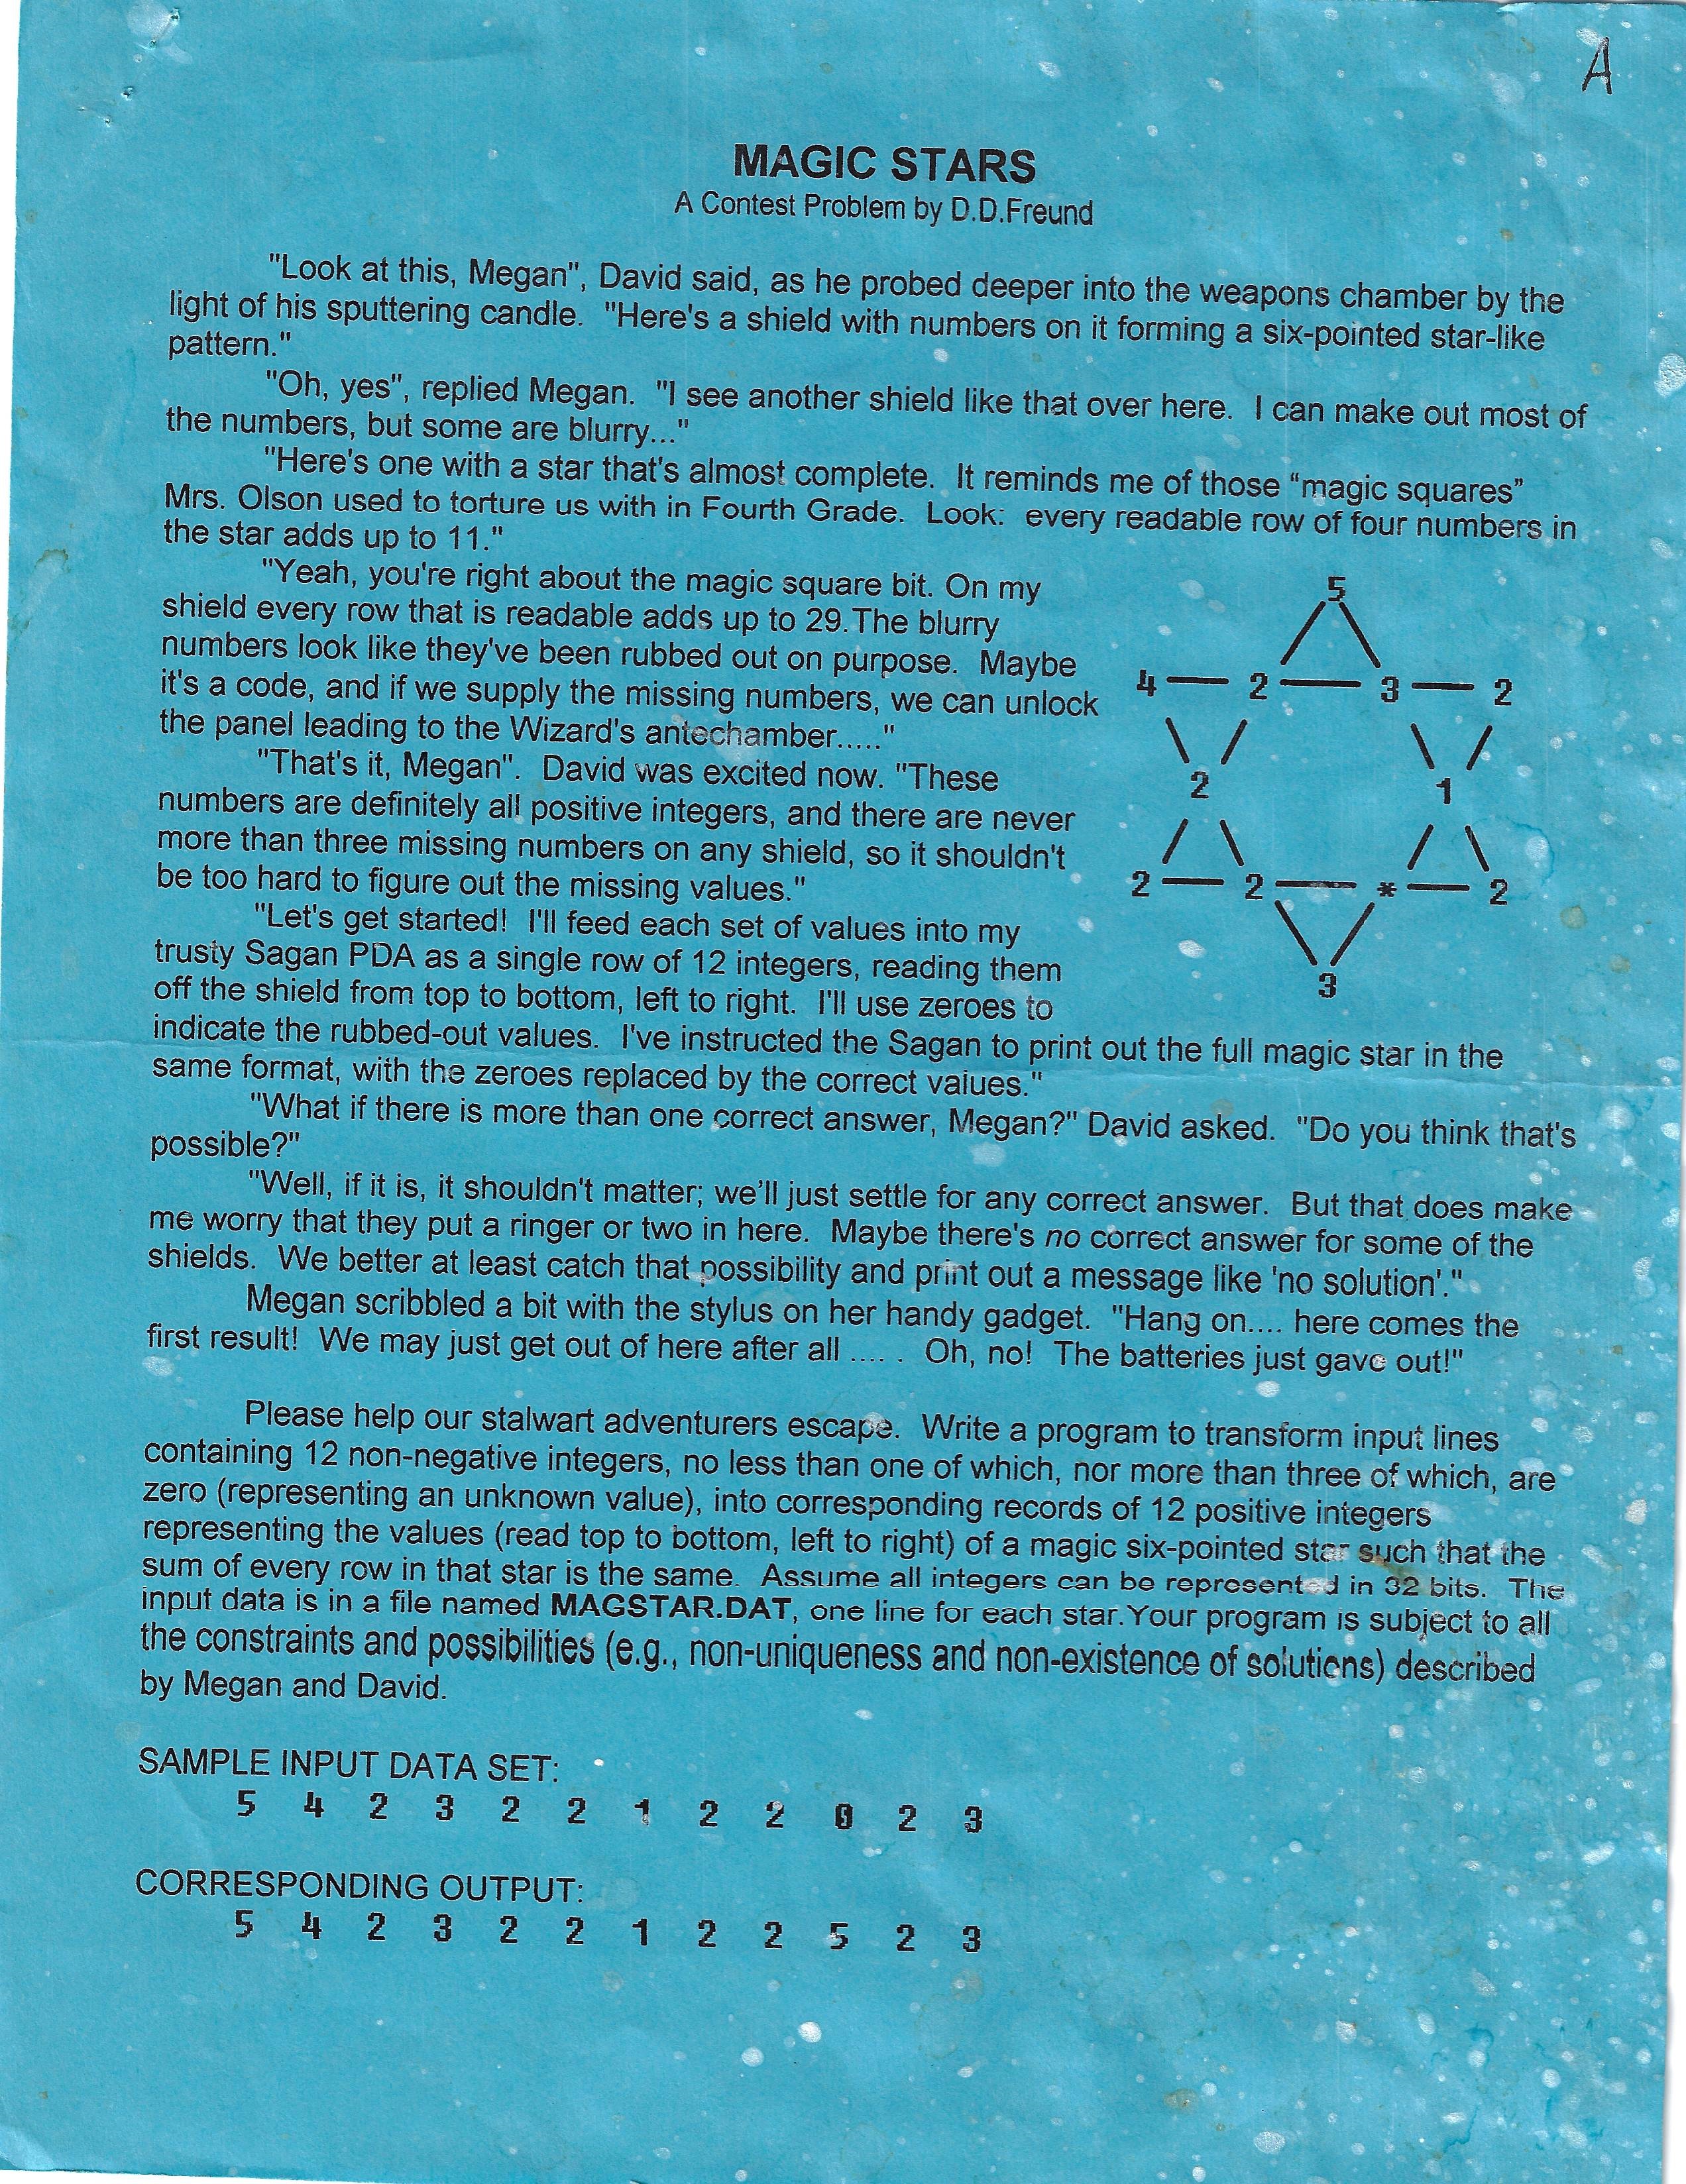 A
MAGIC STARS
A Contest Problem by D.D.Freund
"Look at this, Megan", David said, as he probed deeper into the weapons chamber by the
light of his sputtering candle. "Here's a shield with numbers on it forming a six-pointed star-like
pattern."
"Oh, yes", replied Megan. "I see another shield like that over here. I can make out most of
the numbers, but some are blurry..."
"Here's one with a star that's almost complete. It reminds me of those “magic squares”
Mrs. Olson used to torture us with in Fourth Grade. Look: every readable row of four numbers in
the star adds up to 11."
"Yeah, you're right about the magic square bit. On my
shield every row that is readable adds up to 29.The blurry
numbers look like they've been rubbed out on purpose. Maybe
it's a code, and if we supply the missing numbers, we can unlock
the panel leading to the Wizard's antechamber....."
"That's it, Megan". David was excited now. "These
numbers are definitely all positive integers, and there are never
more than three missing numbers on any shield, so it shouldn't
be too hard to figure out the missing values."
"Let's get started! I'll feed each set of values into my
trusty Sagan PDA as a single row of 12 integers, reading them
off the shield from top to bottom, left to right. I'll use zeroes to
indicate the rubbed-out values. I've instructed the Sagan to print out the full magic star in the
same format, with the zeroes replaced by the correct values."
5
4 2 3 2
2 1
2 2 * 2
3
"What if there is more than one correct answer, Megan?" David asked. "Do you think that's
possible?"
"Well, if it is, it shouldn't matter; we’ll just settle for any correct answer. But that does make
me worry that they put a ringer or two in here. Maybe there's no correct answer for some of the
shields. We better at least catch that possibility and print out a message like 'no solution'."
Megan scribbled a bit with the stylus on her handy gadget. "Hang on.... here comes the
first result! We may just get out of here after all .... . Oh, no! The batteries just gave out!"
Please help our stalwart adventurers escape. Write a program to transform input lines
containing 12 non-negative integers, no less than one of which, nor more than three of which, are
zero (representing an unknown value), into corresponding records of 12 positive integers
representing the values (read top to bottom, left to right) of a magic six-pointed star such that the
sum of every row in that star is the same. Assume all integers can be represented in 32 bits. The
input data is in a file named MAGSTAR.DAT, one line for each star.Your program is subject to all
the constraints and possibilities (e.g., non-uniqueness and non-existence of solutions) described
by Megan and David.
SAMPLE INPUT DATA SET:
5 4 2 3 2 2 1 2 2 0 2 3
CORRESPONDING OUTPUT:
5 4 2 3 2 2 1 2 2 5 2 3